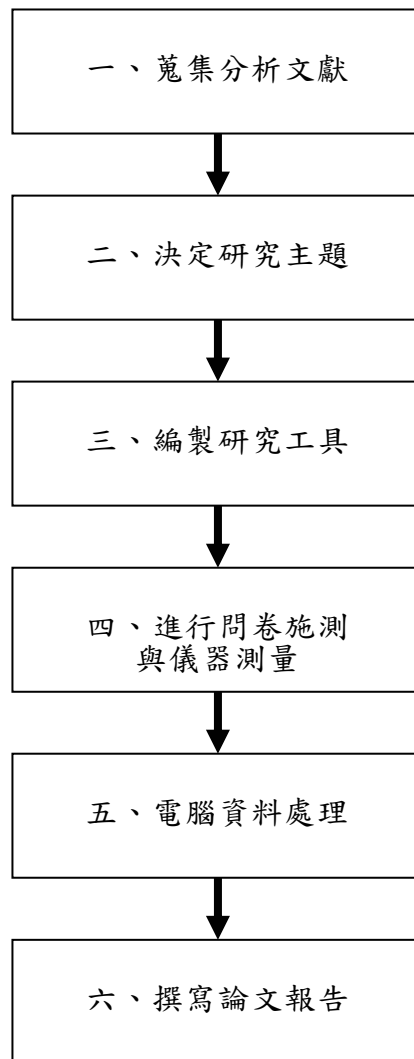 一、蒐集分析文獻
二、決定研究主題
三、編製研究工具
四、進行問卷施測
與儀器測量
五、電腦資料處理
六、撰寫論文報告